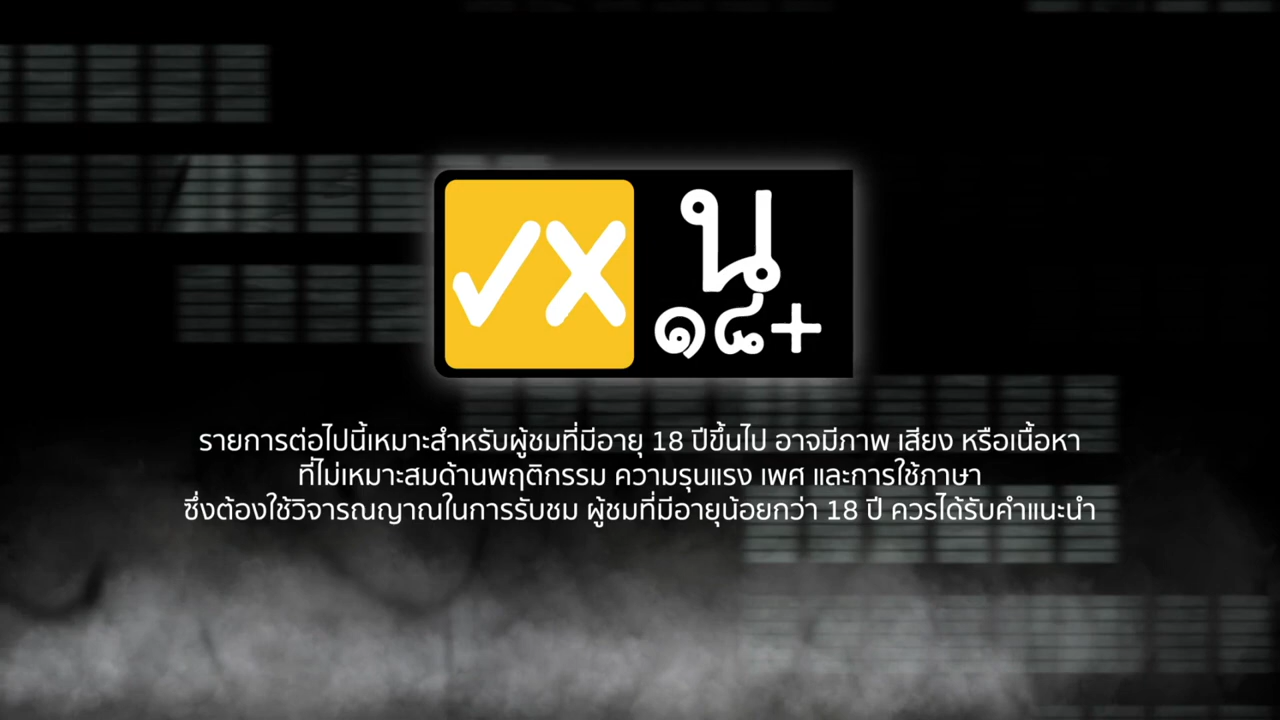 น
๑๘+
รายการต่อไปนี้เหมาะสำหรับผู้ชมที่มีอายุ 18 ปีขึ้นไป อาจมีภาพ เสียง หรือเนื้อหา
ที่ไม่เหมาะสมด้านพฤติกรรม ความรุนแรง เพศ และการใช้ภาษา
ซึ่งต้องใช้วิจารณญาณในการรับชม ผู้ชมที่มีอายุน้อยกว่า 18 ปี ควรได้รับคำแนะนำ